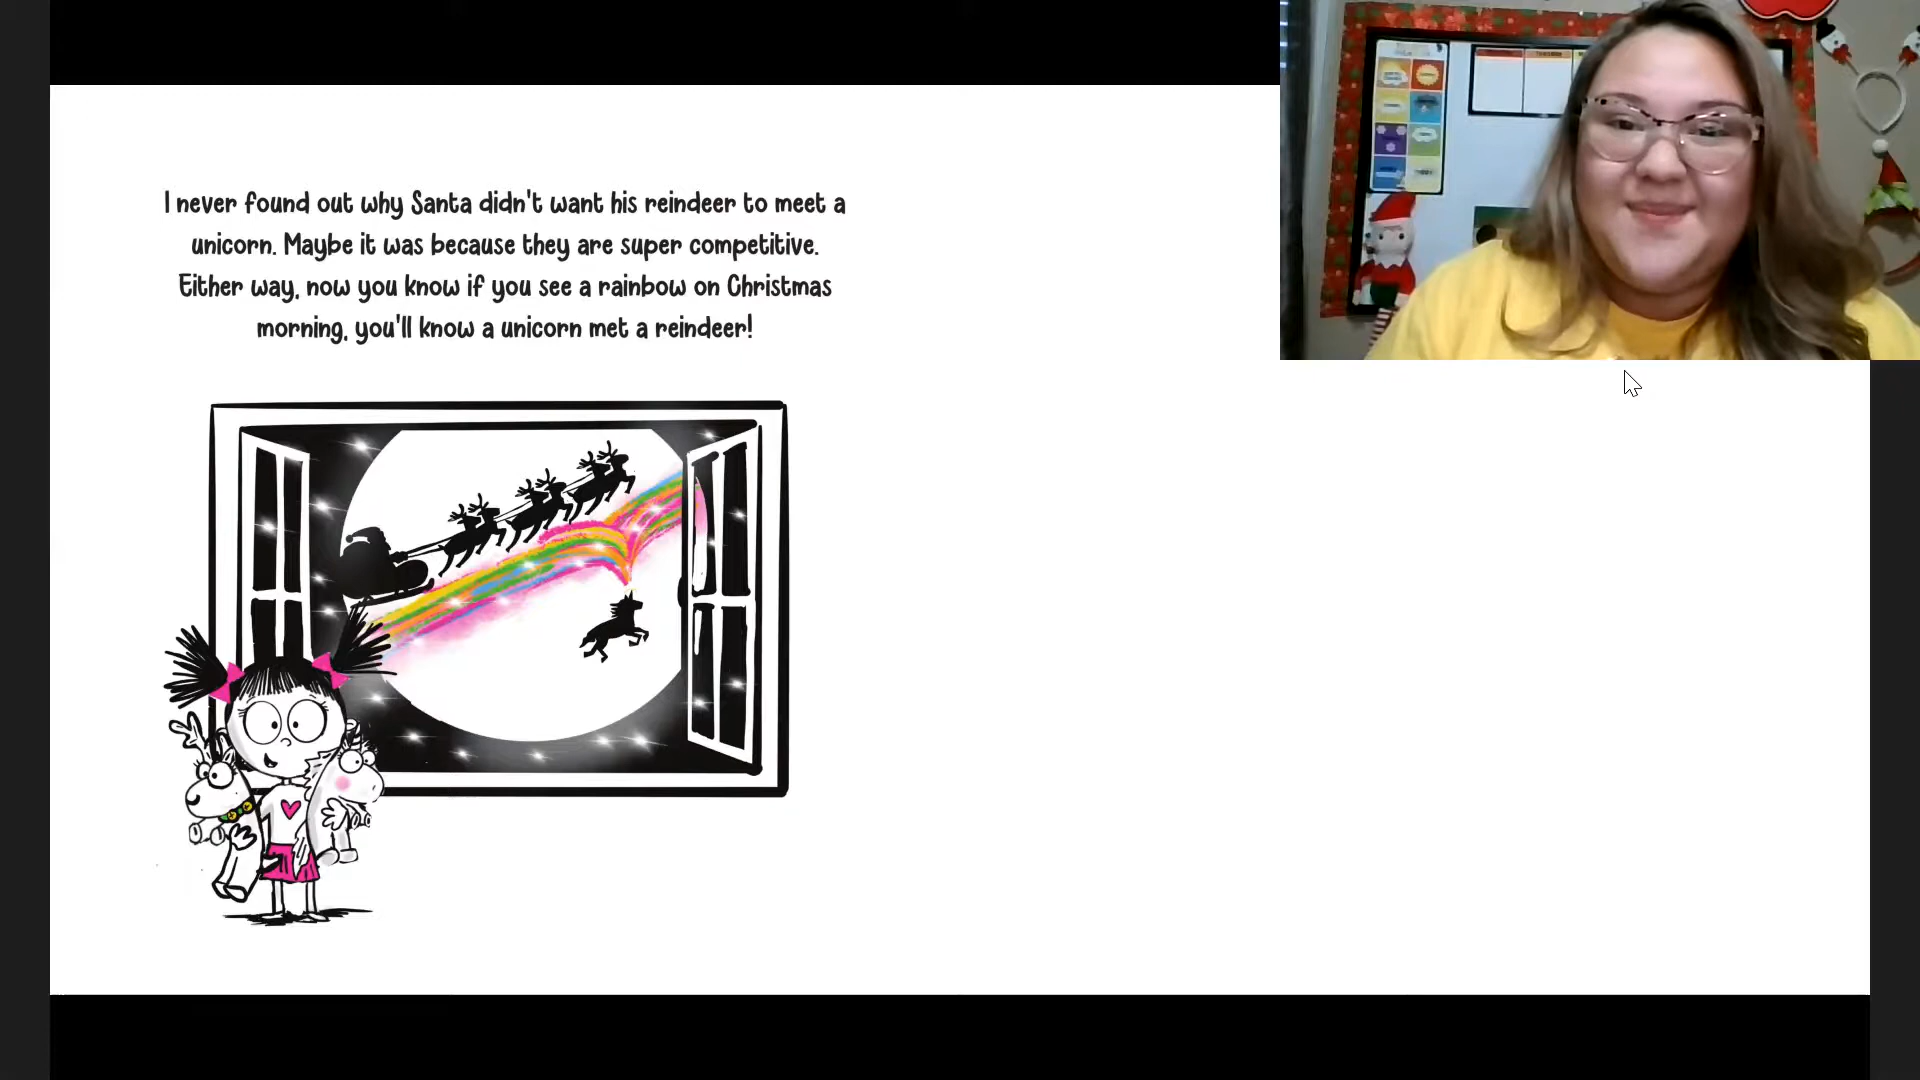 I never found out why Santa didn't want his reindeer to meet a
unicorn. Maybe it was because they are super competitive.
Either way, now you know if you see a rainbow on Christmas
morning, you'll know a unicorn met a reindeer!